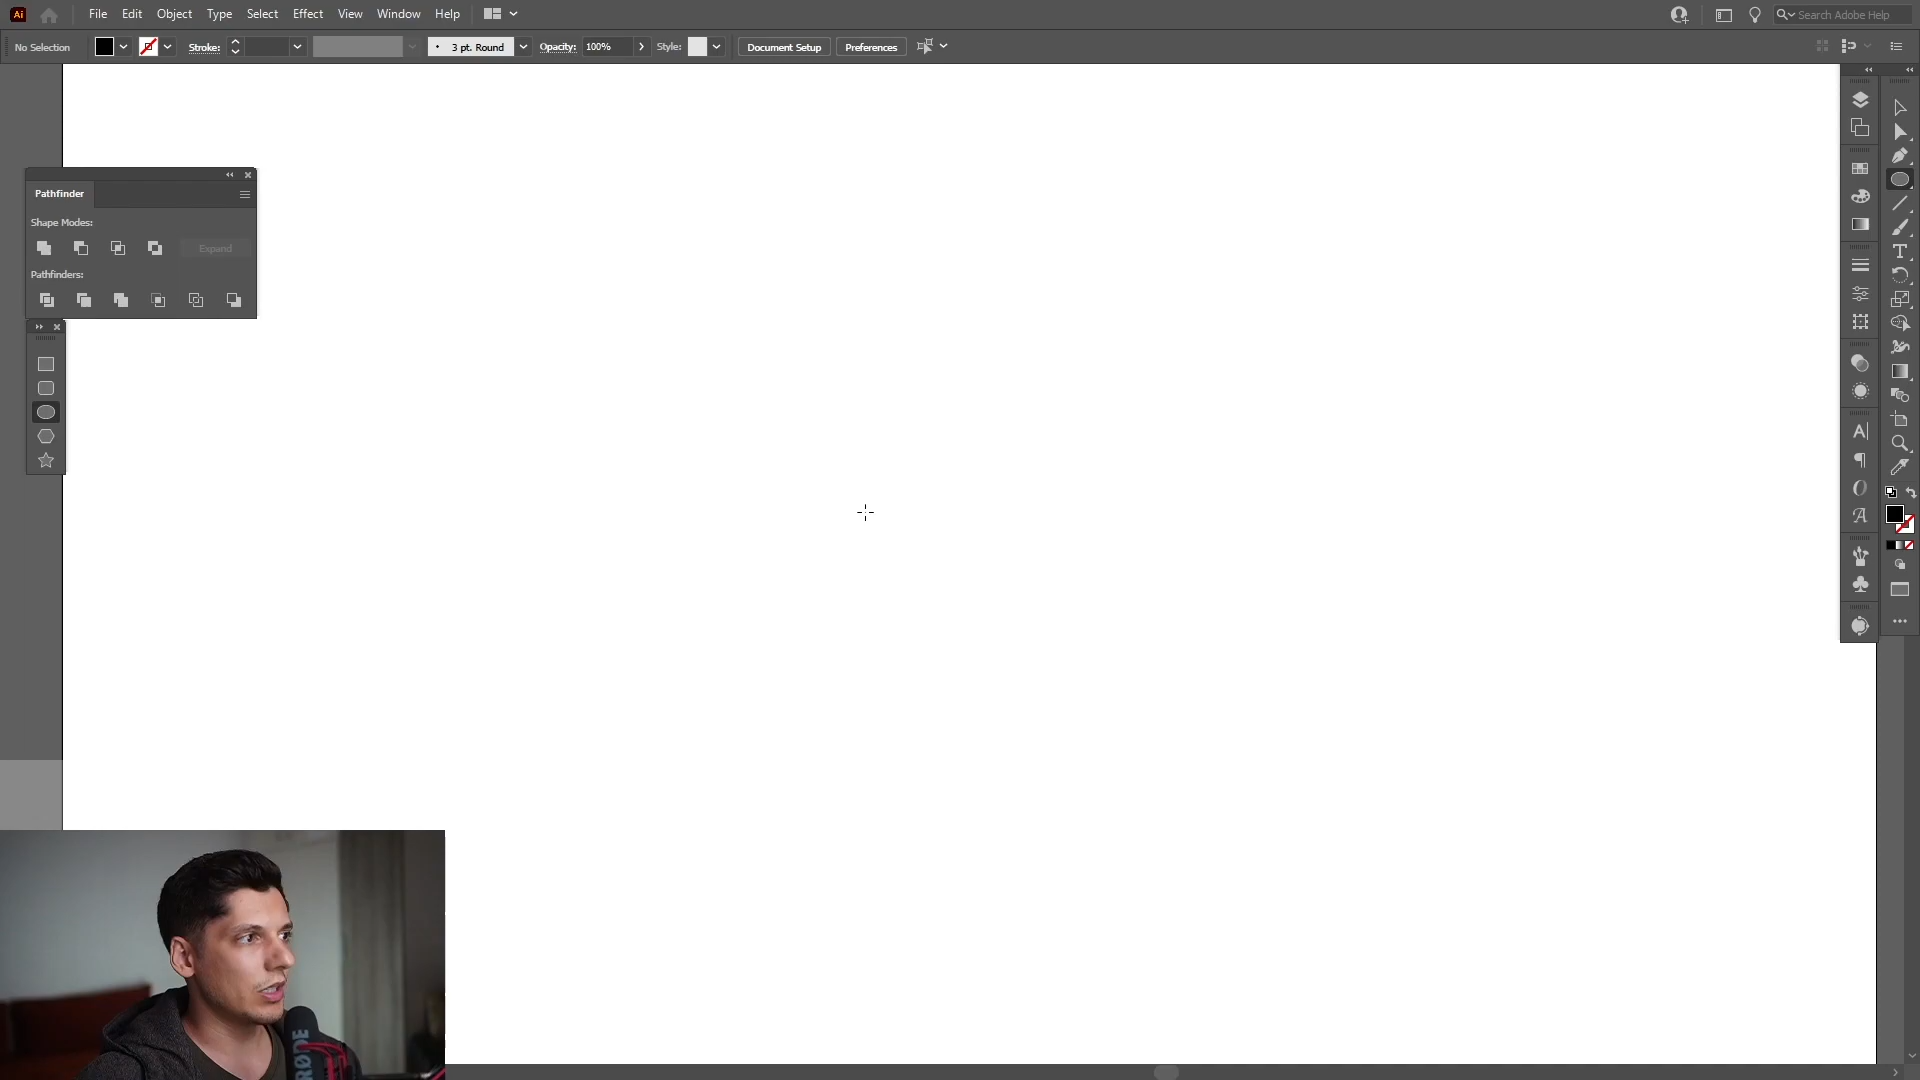 Ai File Edit Object Type Select Effect View Window Help Search Adobe Help
No Selection Stroke: 3 pt. Round Opacity: 100% Style: Document Setup Preferences
Pathfinder
Shape Modes:
Expand
Pathfinders:
RØDE